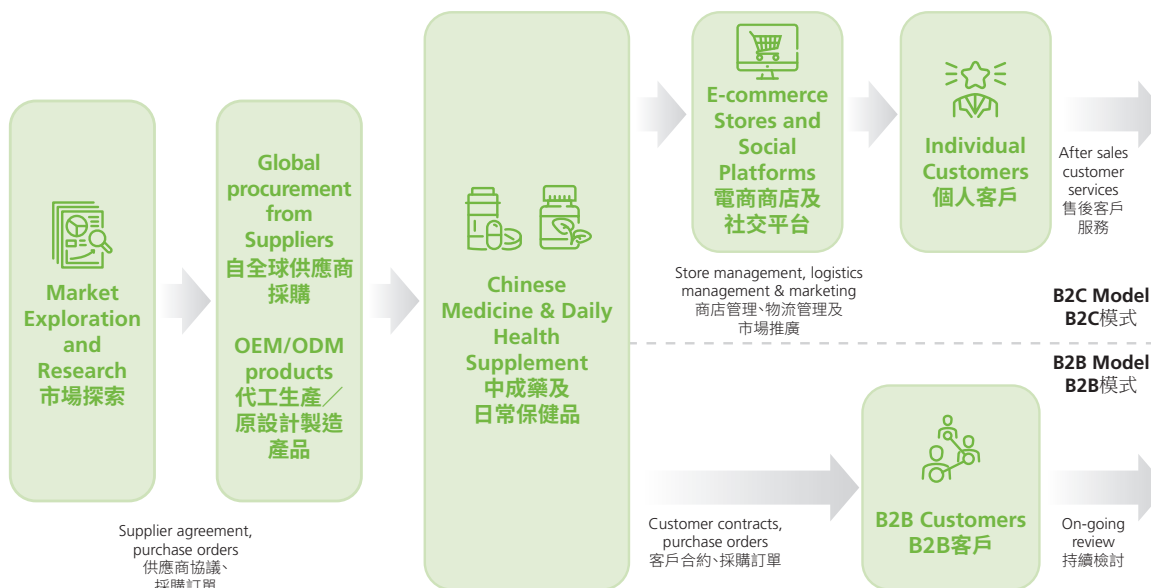 Market
Exploration
and
Research
市場探索
Supplier agreement,
purchase orders
供應商協議、
採購訂單
Global
procurement
from
Suppliers
自全球供應商
採購
OEM/ODM
products
代工生產／
原設計製造
產品
Chinese
Medicine & Daily
Health
Supplement
中成藥及
日常保健品
E-commerce
Stores and
Social
Platforms
電商商店及
社交平台
Store management, logistics
management & marketing
商店管理、物流管理及
市場推廣
Individual
Customers
個人客戶
After sales
customer
services
售後客戶
服務
B2C Model
B2C模式
B2B Model
B2B模式
Customer contracts,
purchase orders
客戶合約、採購訂單
B2B Customers
B2B客戶
On-going
review
持續檢討